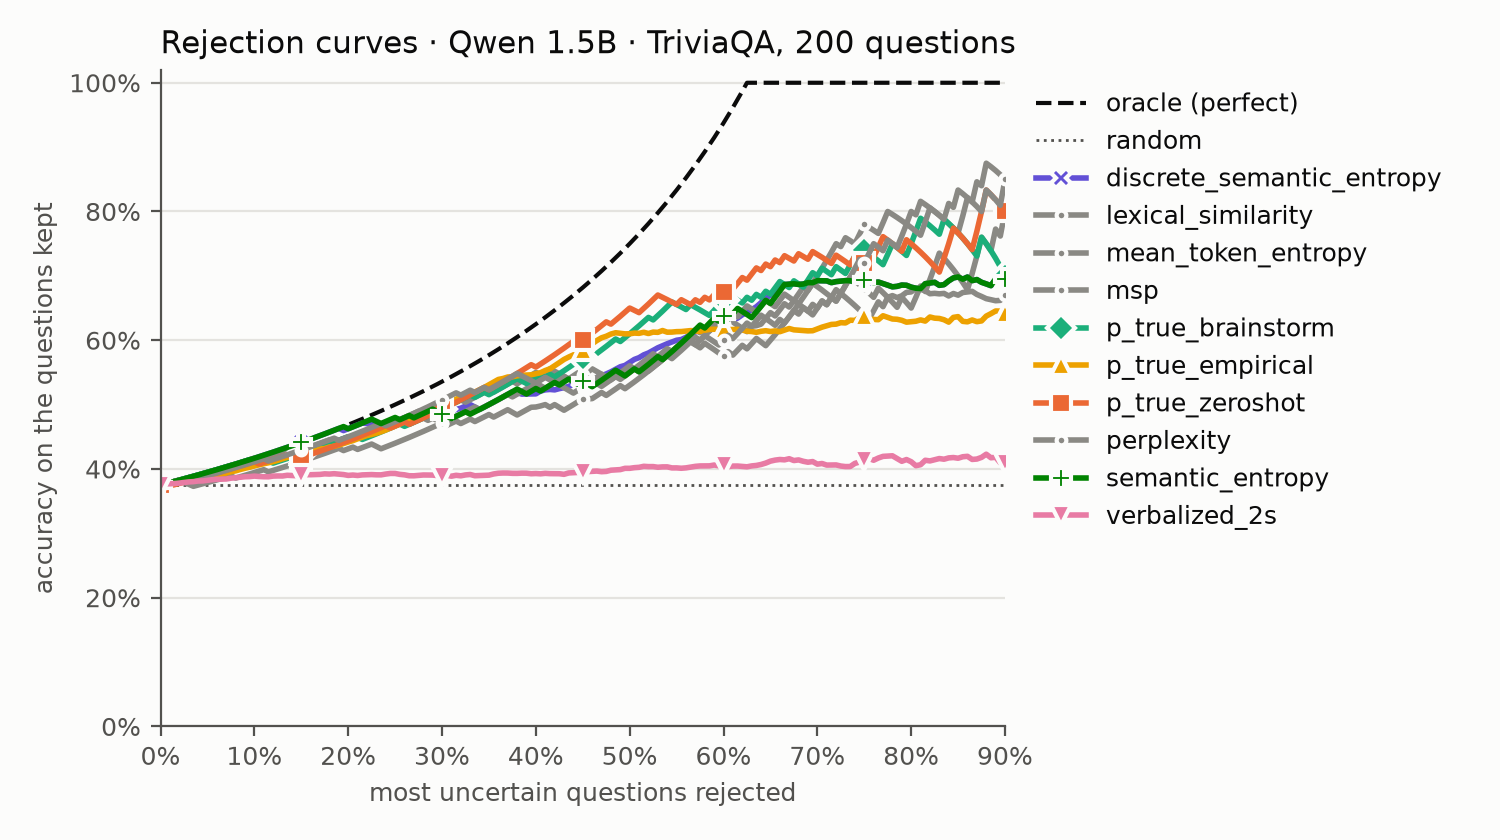 Rejection curves · Qwen 1.5B · TriviaQA, 200 questions
100%
80%
60%
40%
20%
0%
accuracy on the questions kept
0%
10%
20%
30%
40%
50%
60%
70%
80%
90%
most uncertain questions rejected
oracle (perfect)
random
discrete_semantic_entropy
lexical_similarity
mean_token_entropy
msp
p_true_brainstorm
p_true_empirical
p_true_zeroshot
perplexity
semantic_entropy
verbalized_2s